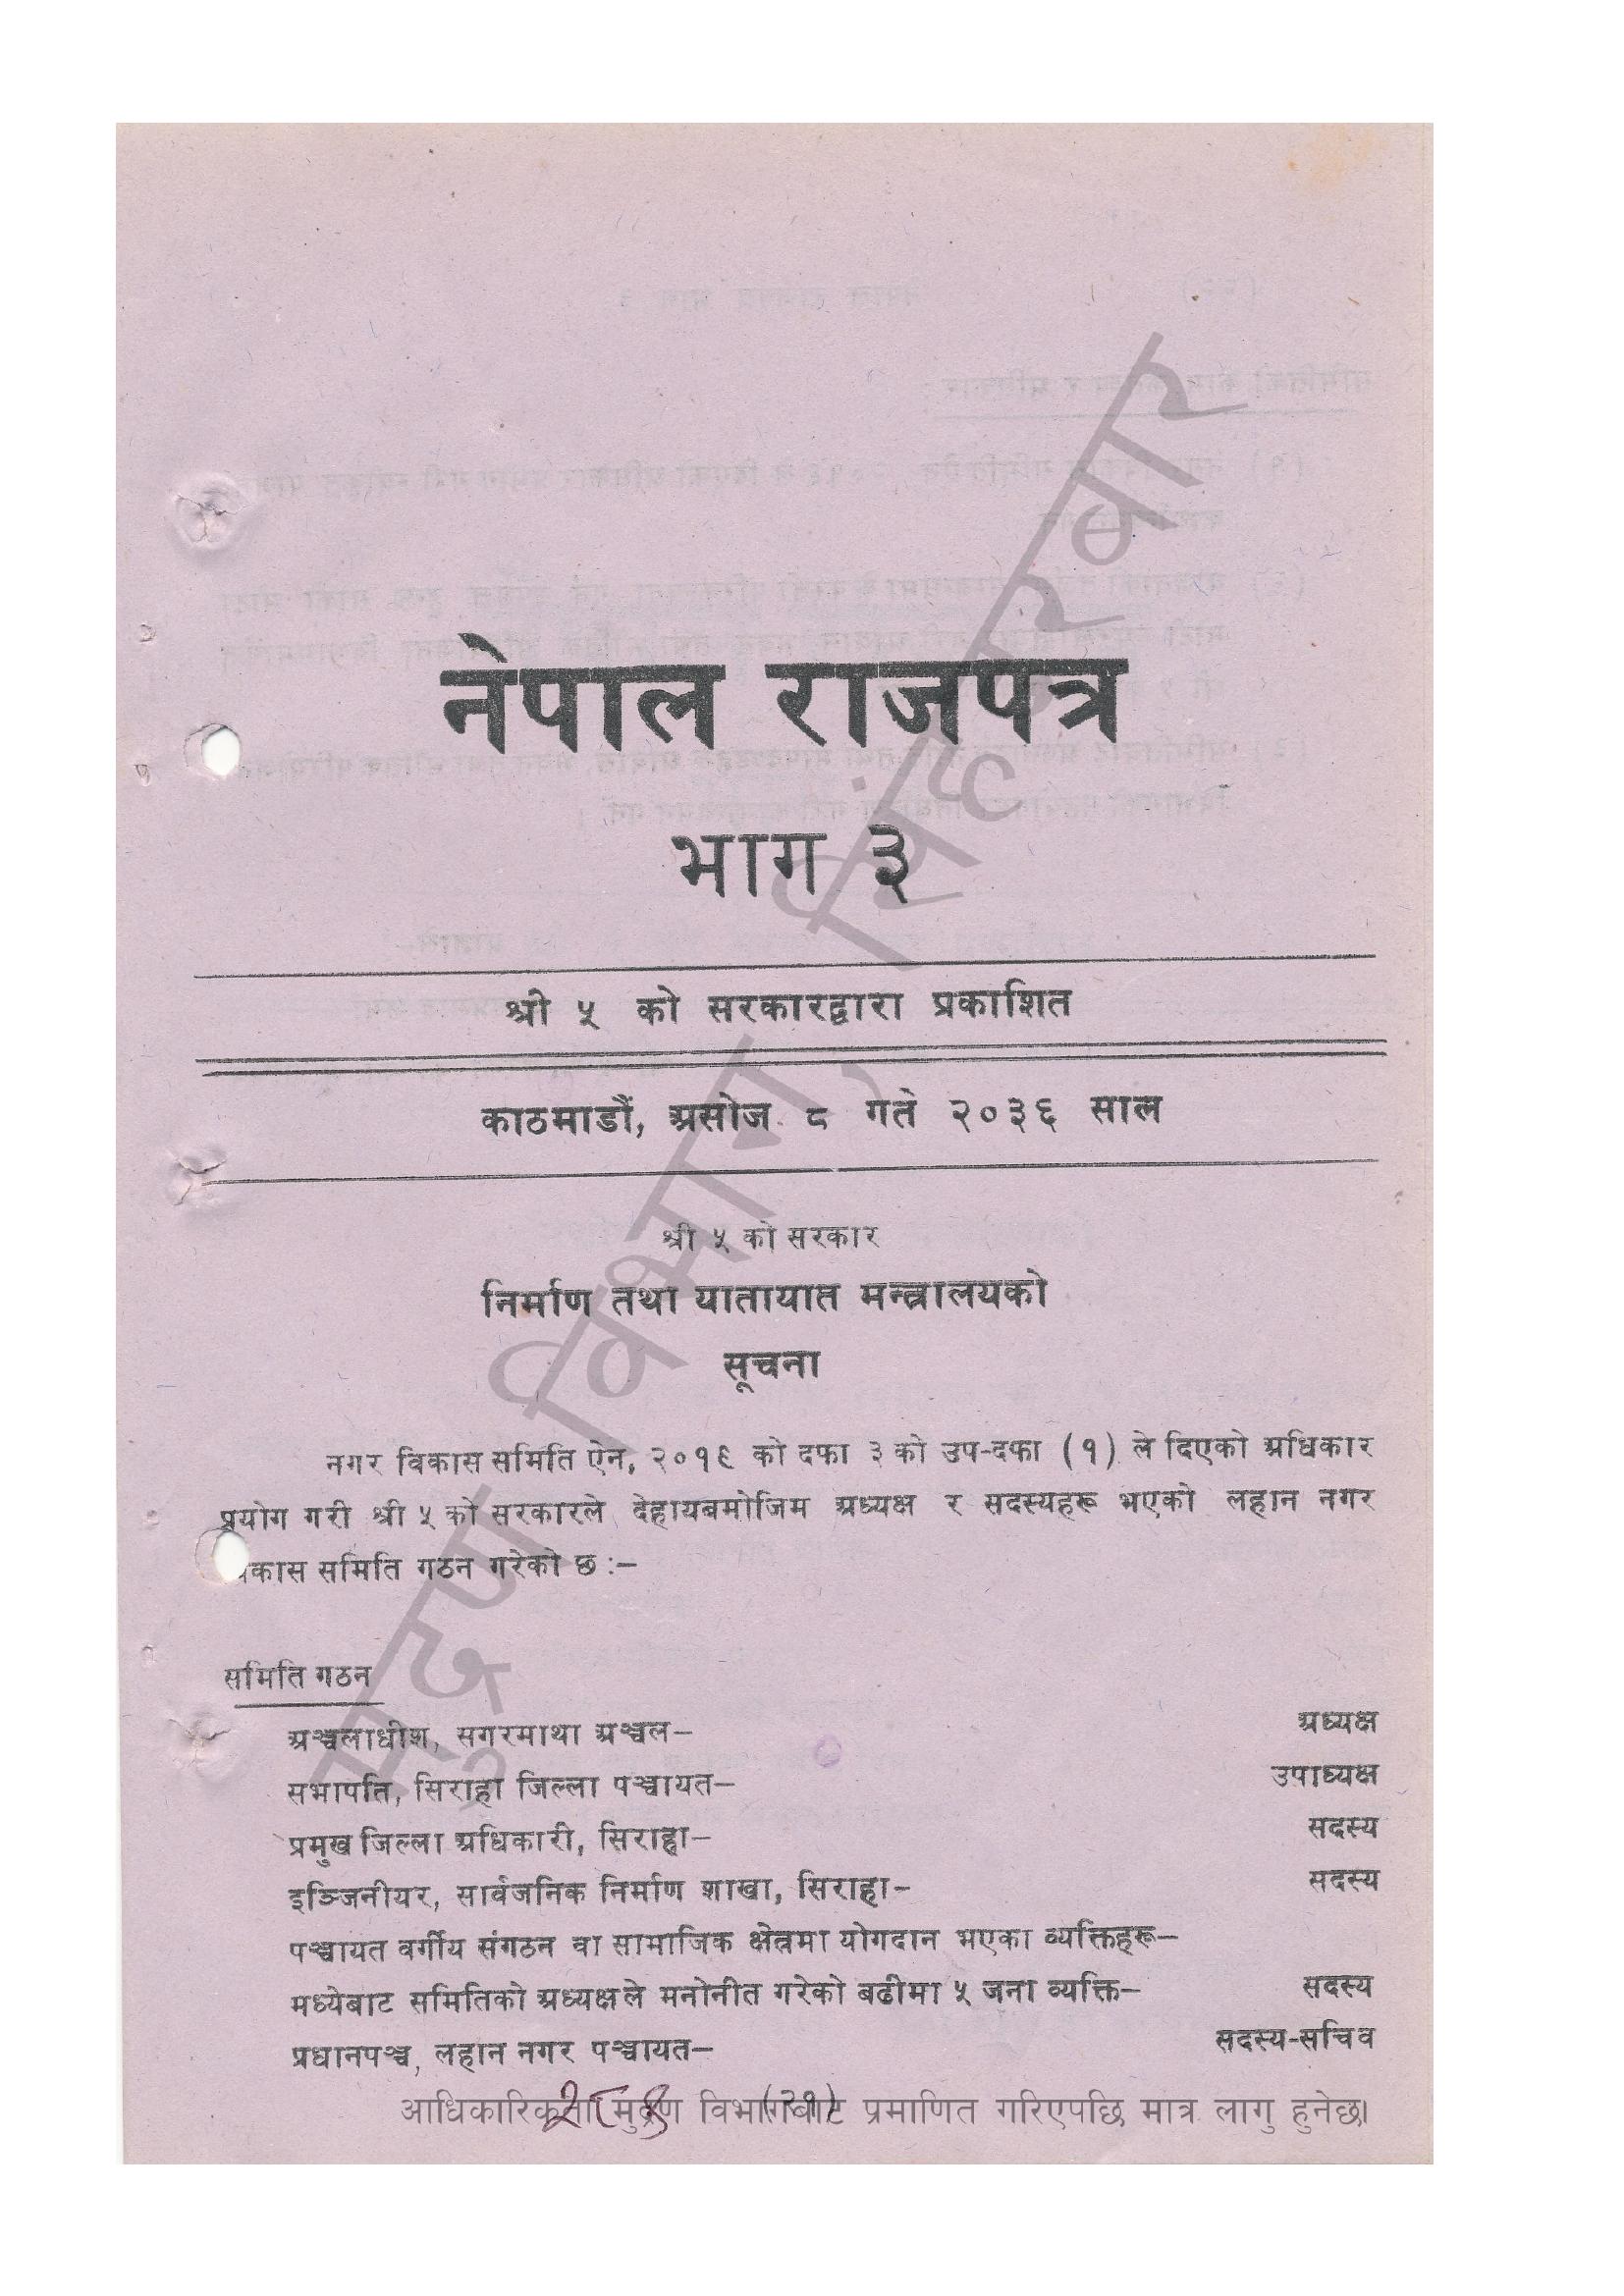 नेपाल राजपत्र
भाग ३
श्री ५ को सरकारद्वारा प्रकाशित
काठमाडौं, असोज ८ गते २०३६ साल
श्री ५ को सरकार
निर्माण तथा यातायात मन्त्रालयको
सूचना
नगर विकास समिति ऐन, २०१९ को दफा ३ को उप-दफा (१) ले दिएको अधिकार
प्रयोग गरी श्री ५ को सरकारले देहायबमोजिम अध्यक्ष र सदस्यहरू भएको लहान नगर
विकास समिति गठन गरेको छ :–
समिति गठन
अञ्चलाधीश, सगरमाथा अञ्चल– अध्यक्ष
सभापति, सिराहा जिल्ला पञ्चायत– उपाध्यक्ष
प्रमुख जिल्ला अधिकारी, सिराहा– सदस्य
इञ्जिनीयर, सार्वजनिक निर्माण शाखा, सिराहा– सदस्य
पञ्चायत वर्गीय संगठन वा सामाजिक क्षेत्रमा योगदान भएका व्यक्तिहरू–
मध्येबाट समितिको अध्यक्षले मनोनीत गरेको बढीमा ५ जना व्यक्ति– सदस्य
प्रधानपञ्च, लहान नगर पञ्चायत– सदस्य-सचिव
(२१)
आधिकारिकता मुद्रण विभागबाट प्रमाणित गरिएपछि मात्र लागु हुनेछ।
मुद्रण विभाग, सिंहदरबार